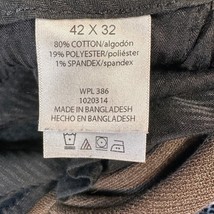 42 X 32
80% COTTON/algodón
19% POLYESTER/poliéster
1% SPANDEX/spandex
WPL 386
1020314
MADE IN BANGLADESH
HECHO EN BANGLADESH